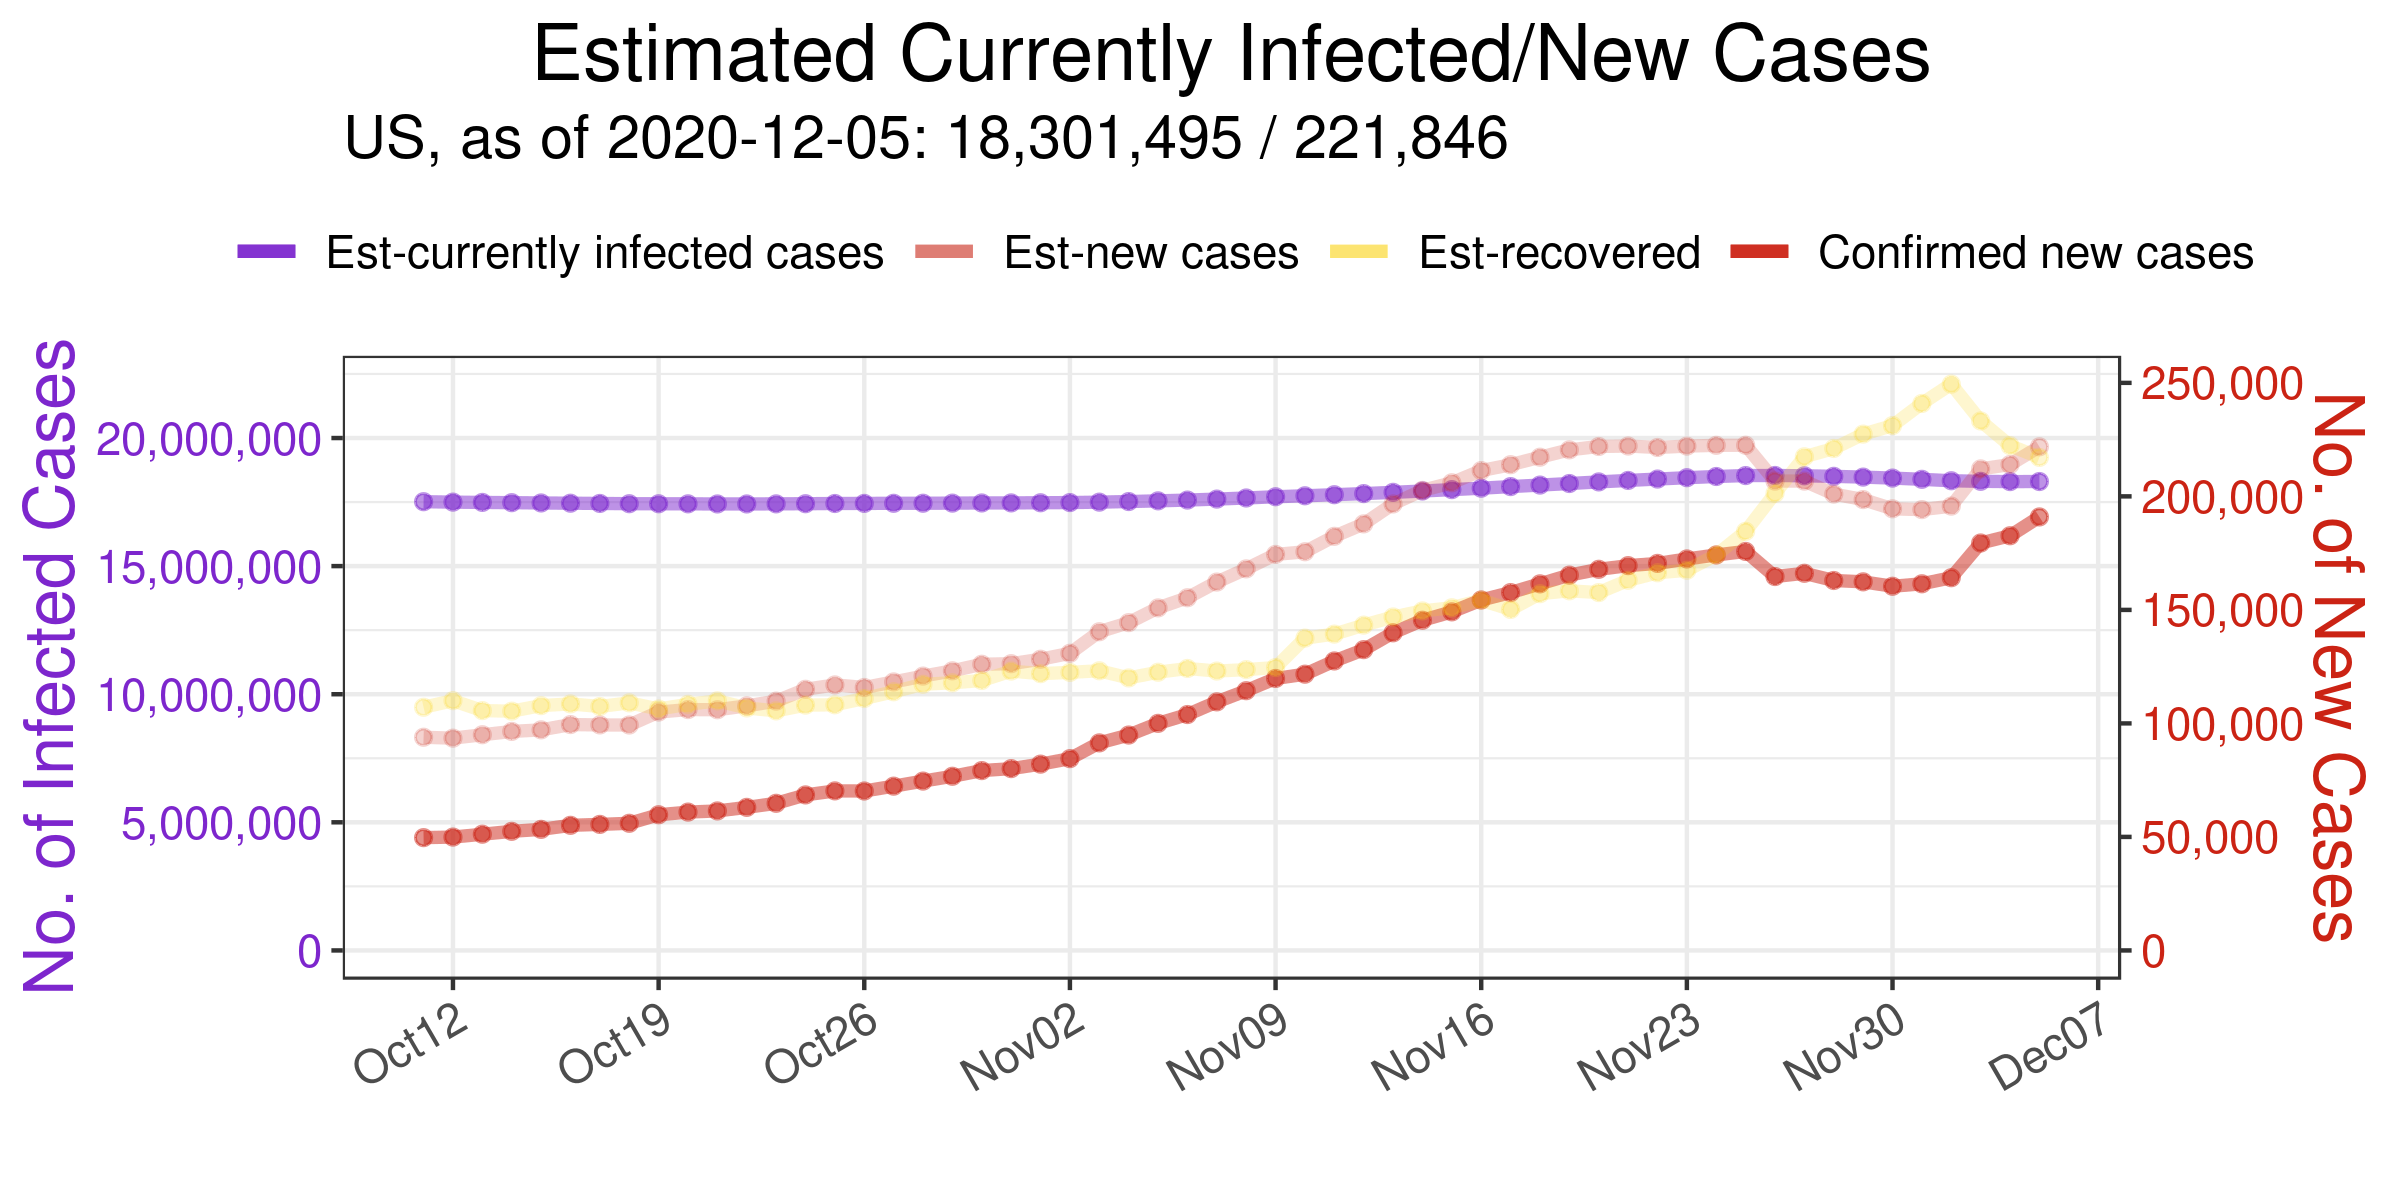 Estimated Currently Infected/New Cases
US, as of 2020-12-05: 18,301,495 / 221,846
Est-currently infected cases Est-new cases Est-recovered Confirmed new cases
No. of Infected Cases
20,000,000
15,000,000
10,000,000
5,000,000
0
250,000
200,000
150,000
100,000
50,000
0
No. of New Cases
Oct12 Oct19 Oct26 Nov02 Nov09 Nov16 Nov23 Nov30 Dec07